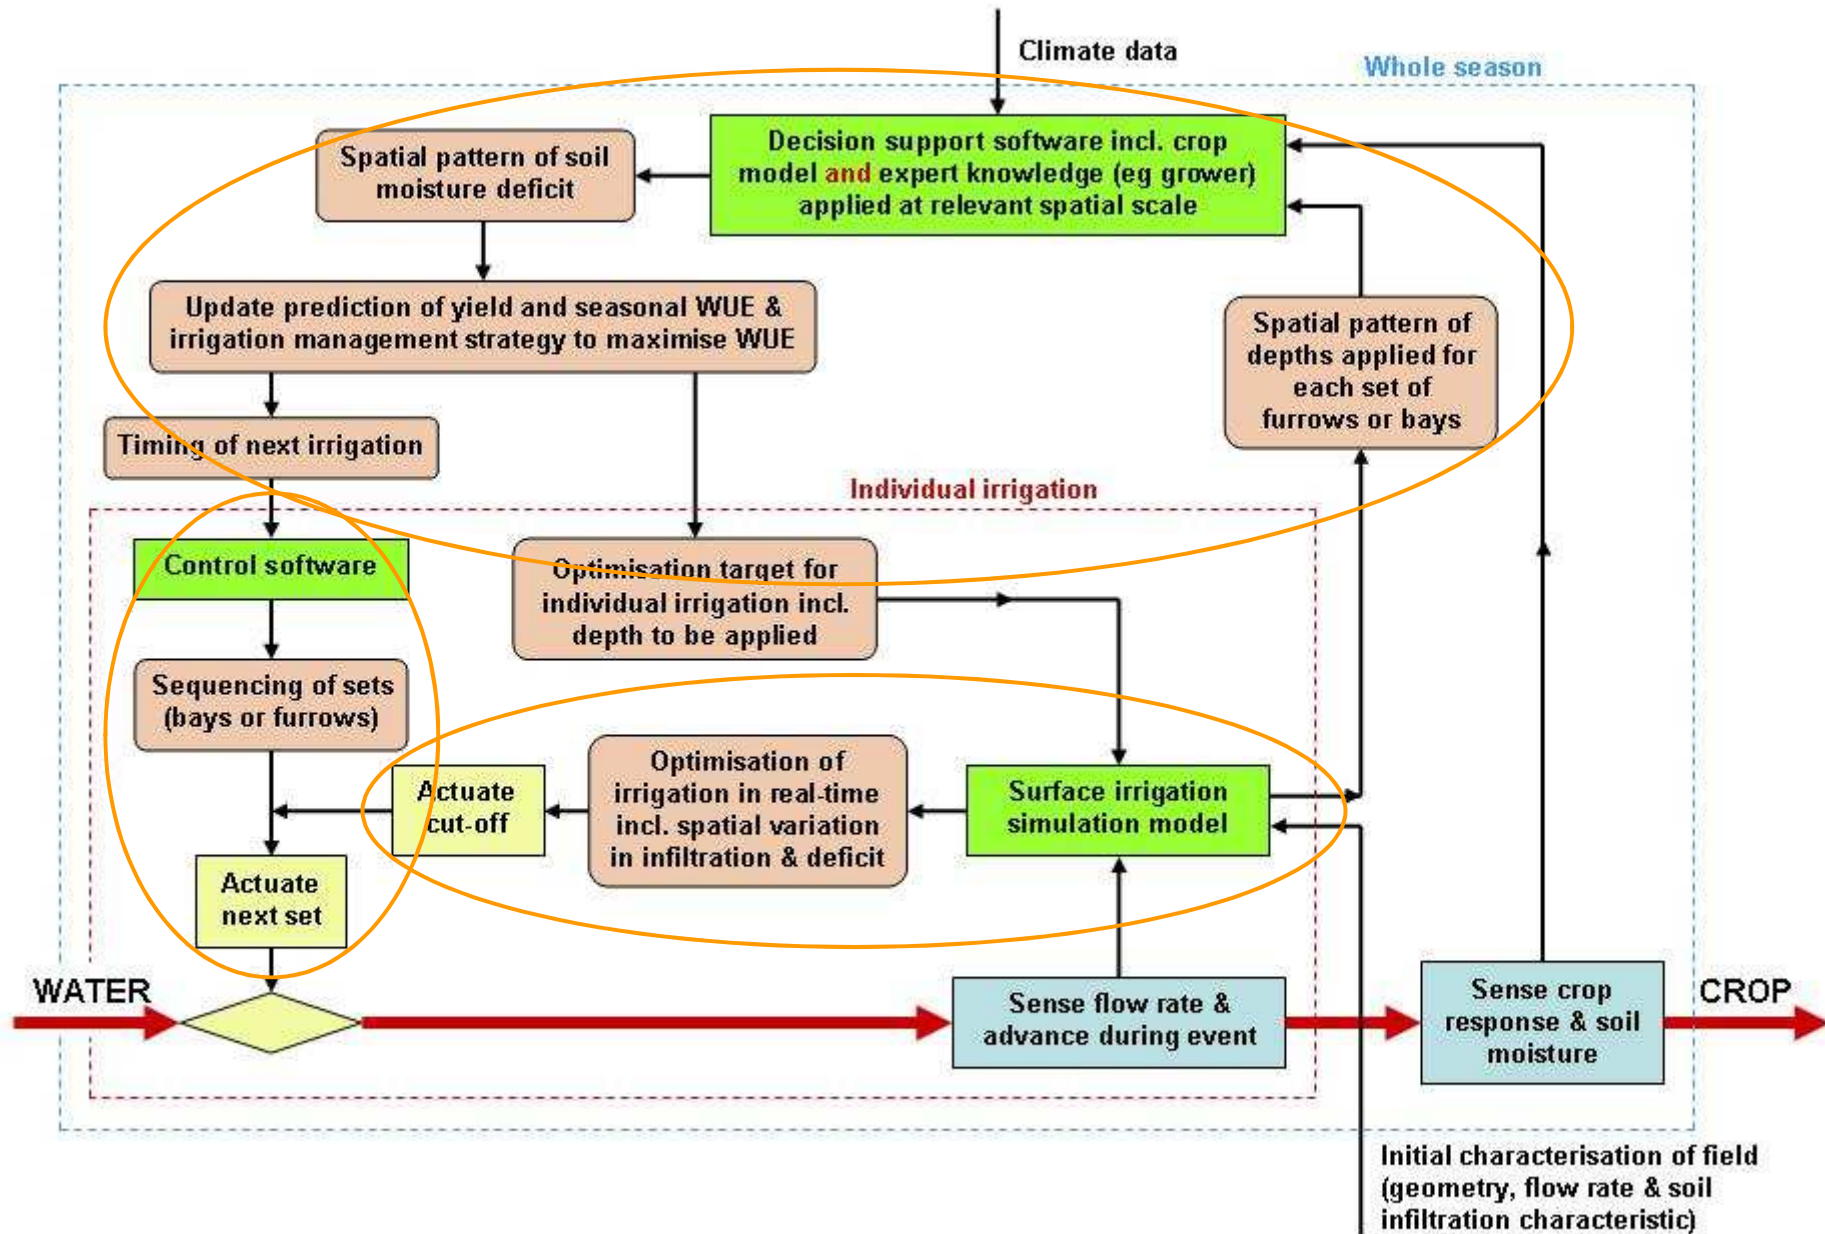 Climate data
Whole season
Spatial pattern of soil
moisture deficit
Decision support software incl. crop
model and expert knowledge (eg grower)
applied at relevant spatial scale
Update prediction of yield and seasonal WUE &
irrigation management strategy to maximise WUE
Spatial pattern of
depths applied for
each set of
furrows or bays
Timing of next irrigation
Individual irrigation
Control software
Optimisation target for
individual irrigation incl.
depth to be applied
Sequencing of sets
(bays or furrows)
Actuate
cut-off
Optimisation of
irrigation in real-time
incl. spatial variation
in infiltration & deficit
Surface irrigation
simulation model
Actuate
next set
WATER
Sense flow rate &
advance during event
Sense crop
response & soil
moisture
CROP
Initial characterisation of field
(geometry, flow rate & soil
infiltration characteristic)